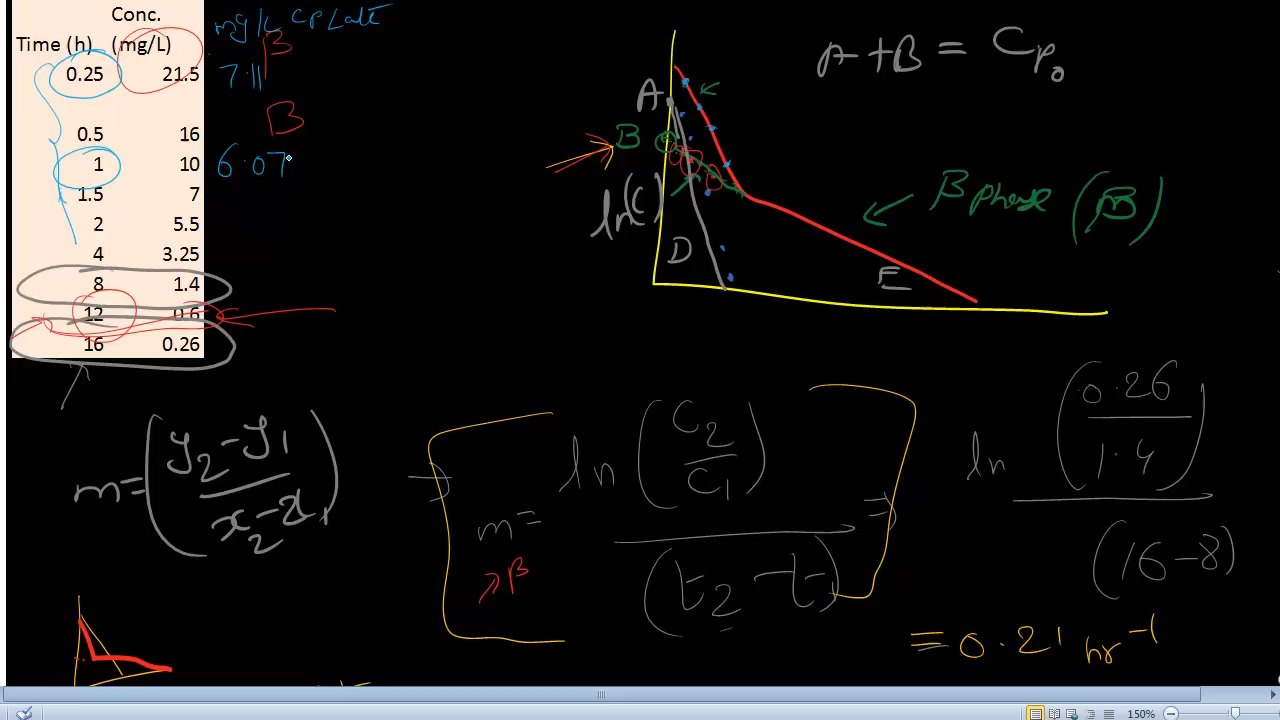 Conc.
Time (h) (mg/L)
mg/L Cp Late
B
0.25 21.5
7.11
B
0.5 16
1 10
6.07
1.5 7
2 5.5
4 3.25
8 1.4
12 0.6
16 0.26
A + B = Cp0
A
B
ln(C)
β phase (β)
D
E
m = (y2 - y1 / x2 - x1)
⇒
m = ln (C2 / C1) / (t2 - t1)
β
=
ln (0.26 / 1.4) / (16 - 8)
= 0.21 hr-1
150%